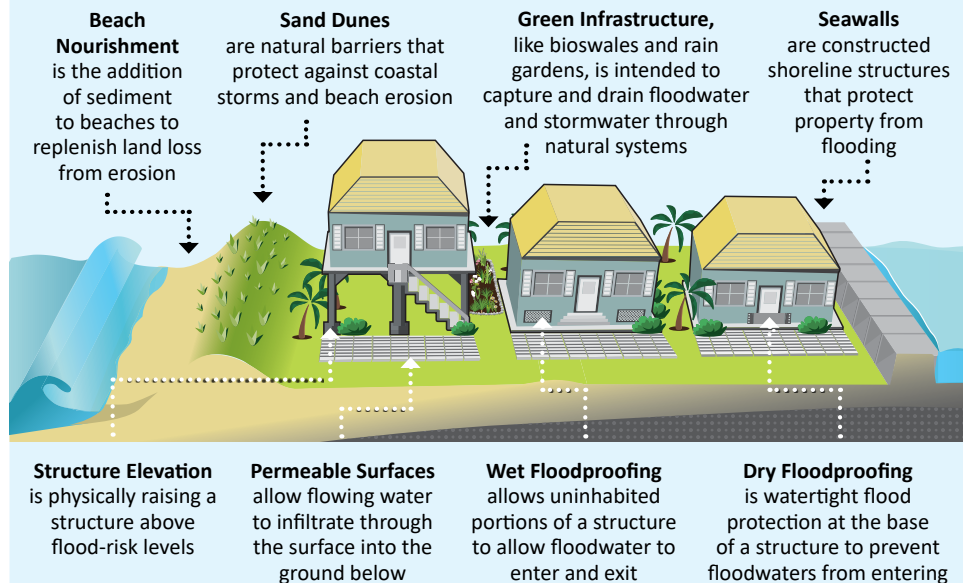 Beach
Nourishment
is the addition
of sediment
to beaches to
replenish land loss
from erosion
Sand Dunes
are natural barriers that
protect against coastal
storms and beach erosion
Green Infrastructure,
like bioswales and rain
gardens, is intended to
capture and drain floodwater
and stormwater through
natural systems
Seawalls
are constructed
shoreline structures
that protect
property from
flooding
Structure Elevation
is physically raising a
structure above
flood-risk levels
Permeable Surfaces
allow flowing water
to infiltrate through
the surface into the
ground below
Wet Floodproofing
allows uninhabited
portions of a structure
to allow floodwater to
enter and exit
Dry Floodproofing
is watertight flood
protection at the base
of a structure to prevent
floodwaters from entering